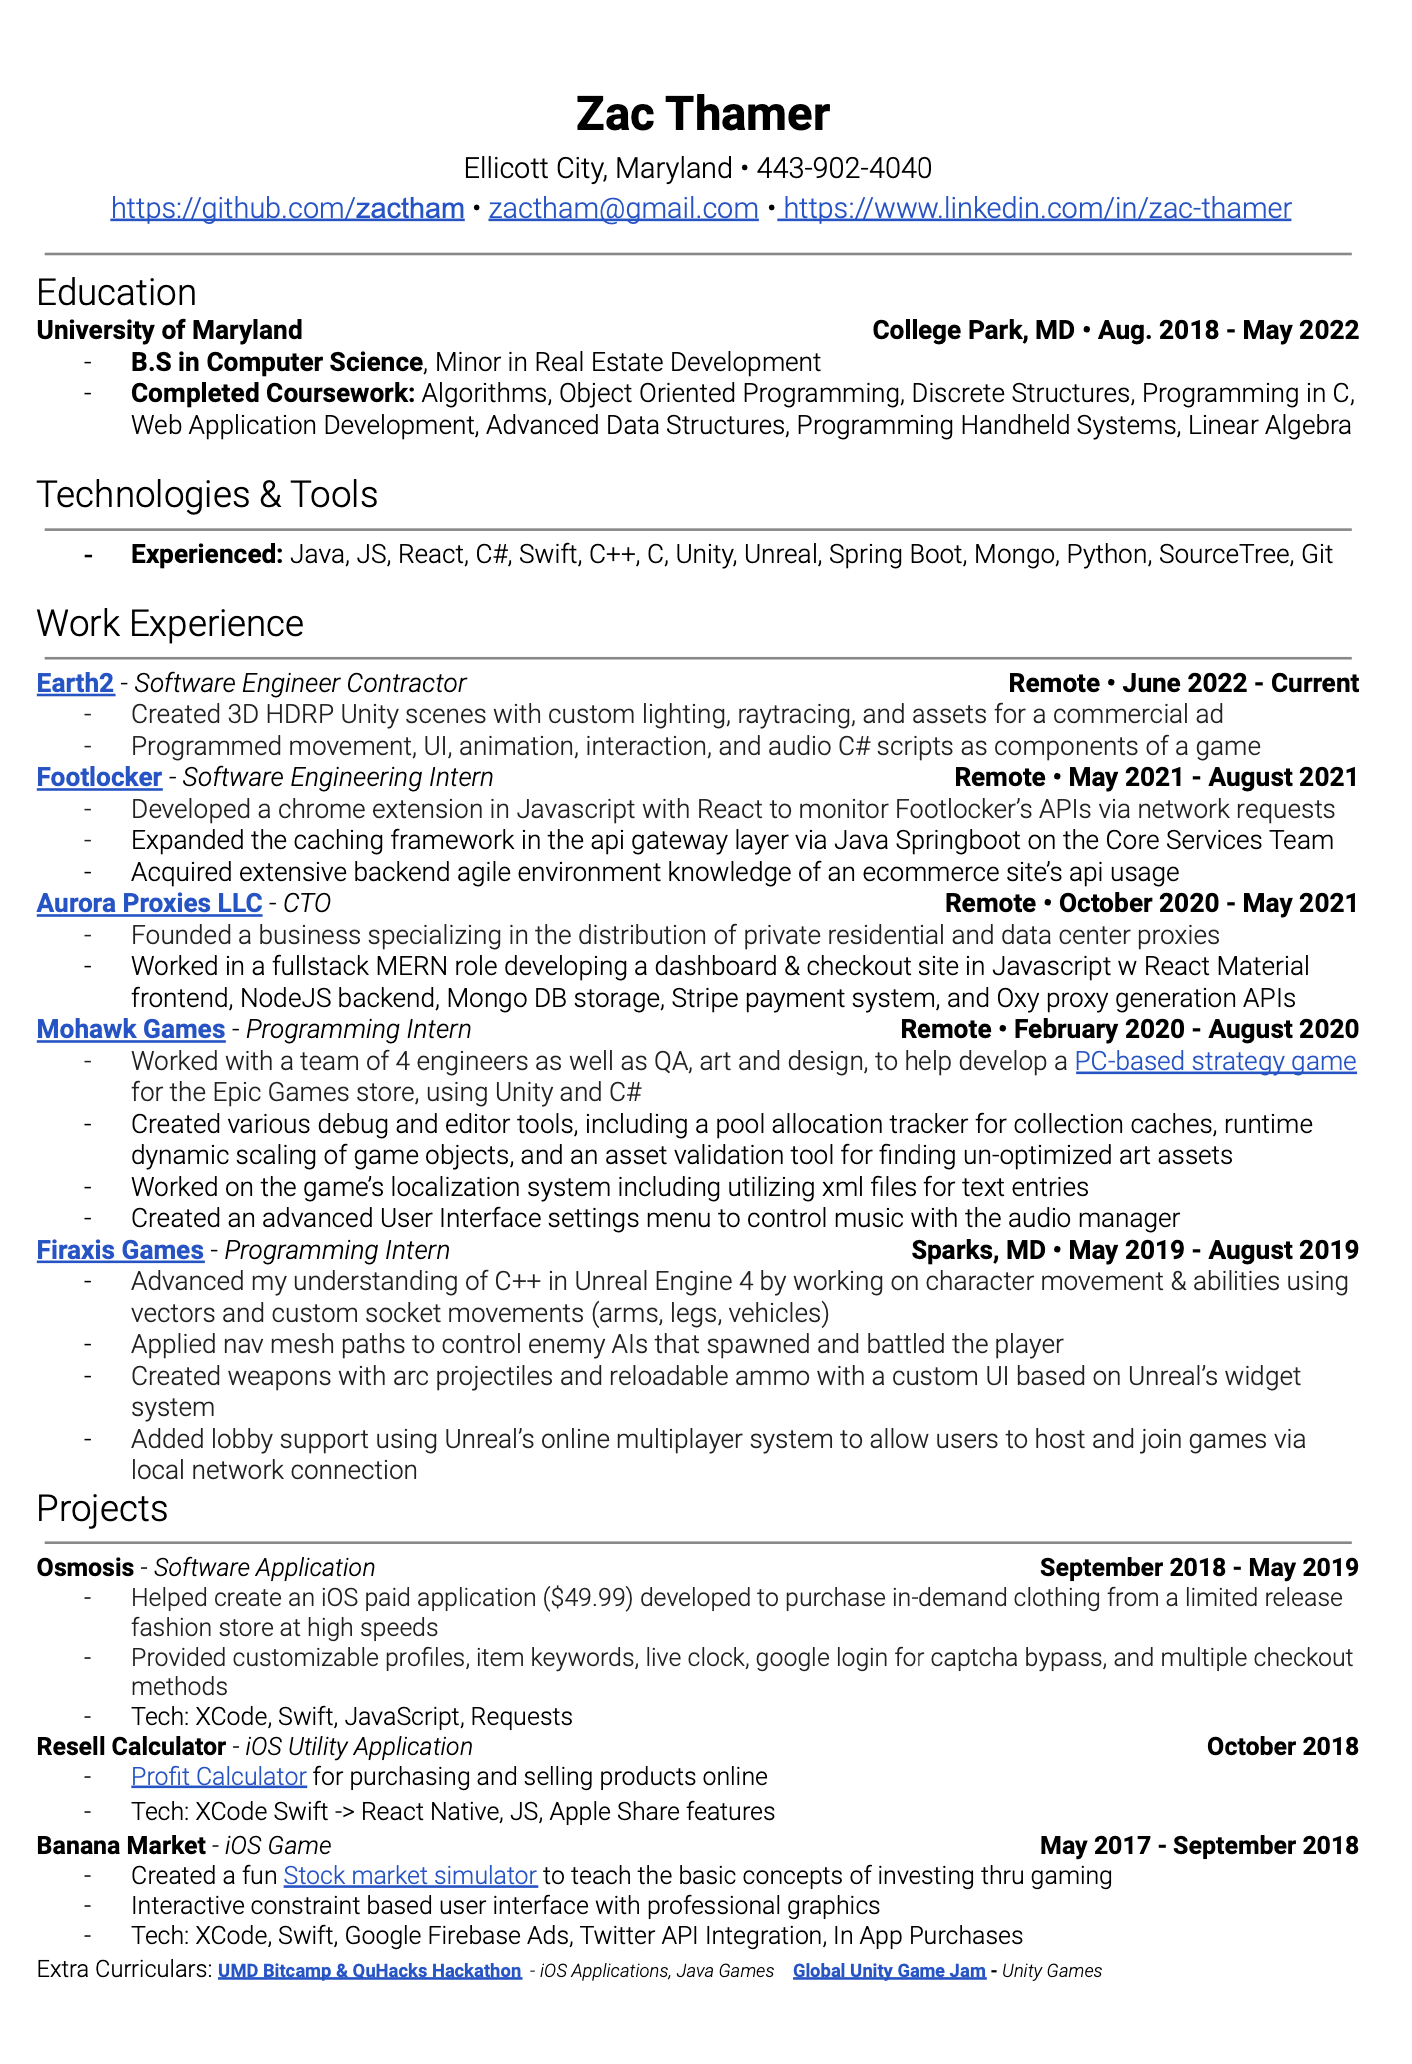 Zac Thamer
Ellicott City, Maryland • 443-902-4040
https://github.com/zactham • zactham@gmail.com • https://www.linkedin.com/in/zac-thamer
Education
University of Maryland College Park, MD • Aug. 2018 - May 2022
- B.S in Computer Science, Minor in Real Estate Development
- Completed Coursework: Algorithms, Object Oriented Programming, Discrete Structures, Programming in C,
Web Application Development, Advanced Data Structures, Programming Handheld Systems, Linear Algebra
Technologies & Tools
- Experienced: Java, JS, React, C#, Swift, C++, C, Unity, Unreal, Spring Boot, Mongo, Python, SourceTree, Git
Work Experience
Earth2 - Software Engineer Contractor Remote • June 2022 - Current
- Created 3D HDRP Unity scenes with custom lighting, raytracing, and assets for a commercial ad
- Programmed movement, UI, animation, interaction, and audio C# scripts as components of a game
Footlocker - Software Engineering Intern Remote • May 2021 - August 2021
- Developed a chrome extension in Javascript with React to monitor Footlocker’s APIs via network requests
- Expanded the caching framework in the api gateway layer via Java Springboot on the Core Services Team
- Acquired extensive backend agile environment knowledge of an ecommerce site’s api usage
Aurora Proxies LLC - CTO Remote • October 2020 - May 2021
- Founded a business specializing in the distribution of private residential and data center proxies
- Worked in a fullstack MERN role developing a dashboard & checkout site in Javascript w React Material
frontend, NodeJS backend, Mongo DB storage, Stripe payment system, and Oxy proxy generation APIs
Mohawk Games - Programming Intern Remote • February 2020 - August 2020
- Worked with a team of 4 engineers as well as QA, art and design, to help develop a PC-based strategy game
for the Epic Games store, using Unity and C#
- Created various debug and editor tools, including a pool allocation tracker for collection caches, runtime
dynamic scaling of game objects, and an asset validation tool for finding un-optimized art assets
- Worked on the game’s localization system including utilizing xml files for text entries
- Created an advanced User Interface settings menu to control music with the audio manager
Firaxis Games - Programming Intern Sparks, MD • May 2019 - August 2019
- Advanced my understanding of C++ in Unreal Engine 4 by working on character movement & abilities using
vectors and custom socket movements (arms, legs, vehicles)
- Applied nav mesh paths to control enemy AIs that spawned and battled the player
- Created weapons with arc projectiles and reloadable ammo with a custom UI based on Unreal’s widget
system
- Added lobby support using Unreal’s online multiplayer system to allow users to host and join games via
local network connection
Projects
Osmosis - Software Application September 2018 - May 2019
- Helped create an iOS paid application ($49.99) developed to purchase in-demand clothing from a limited release
fashion store at high speeds
- Provided customizable profiles, item keywords, live clock, google login for captcha bypass, and multiple checkout
methods
- Tech: XCode, Swift, JavaScript, Requests
Resell Calculator - iOS Utility Application October 2018
- Profit Calculator for purchasing and selling products online
- Tech: XCode Swift -> React Native, JS, Apple Share features
Banana Market - iOS Game May 2017 - September 2018
- Created a fun Stock market simulator to teach the basic concepts of investing thru gaming
- Interactive constraint based user interface with professional graphics
- Tech: XCode, Swift, Google Firebase Ads, Twitter API Integration, In App Purchases
Extra Curriculars: UMD Bitcamp & QuHacks Hackathon - iOS Applications, Java Games Global Unity Game Jam - Unity Games